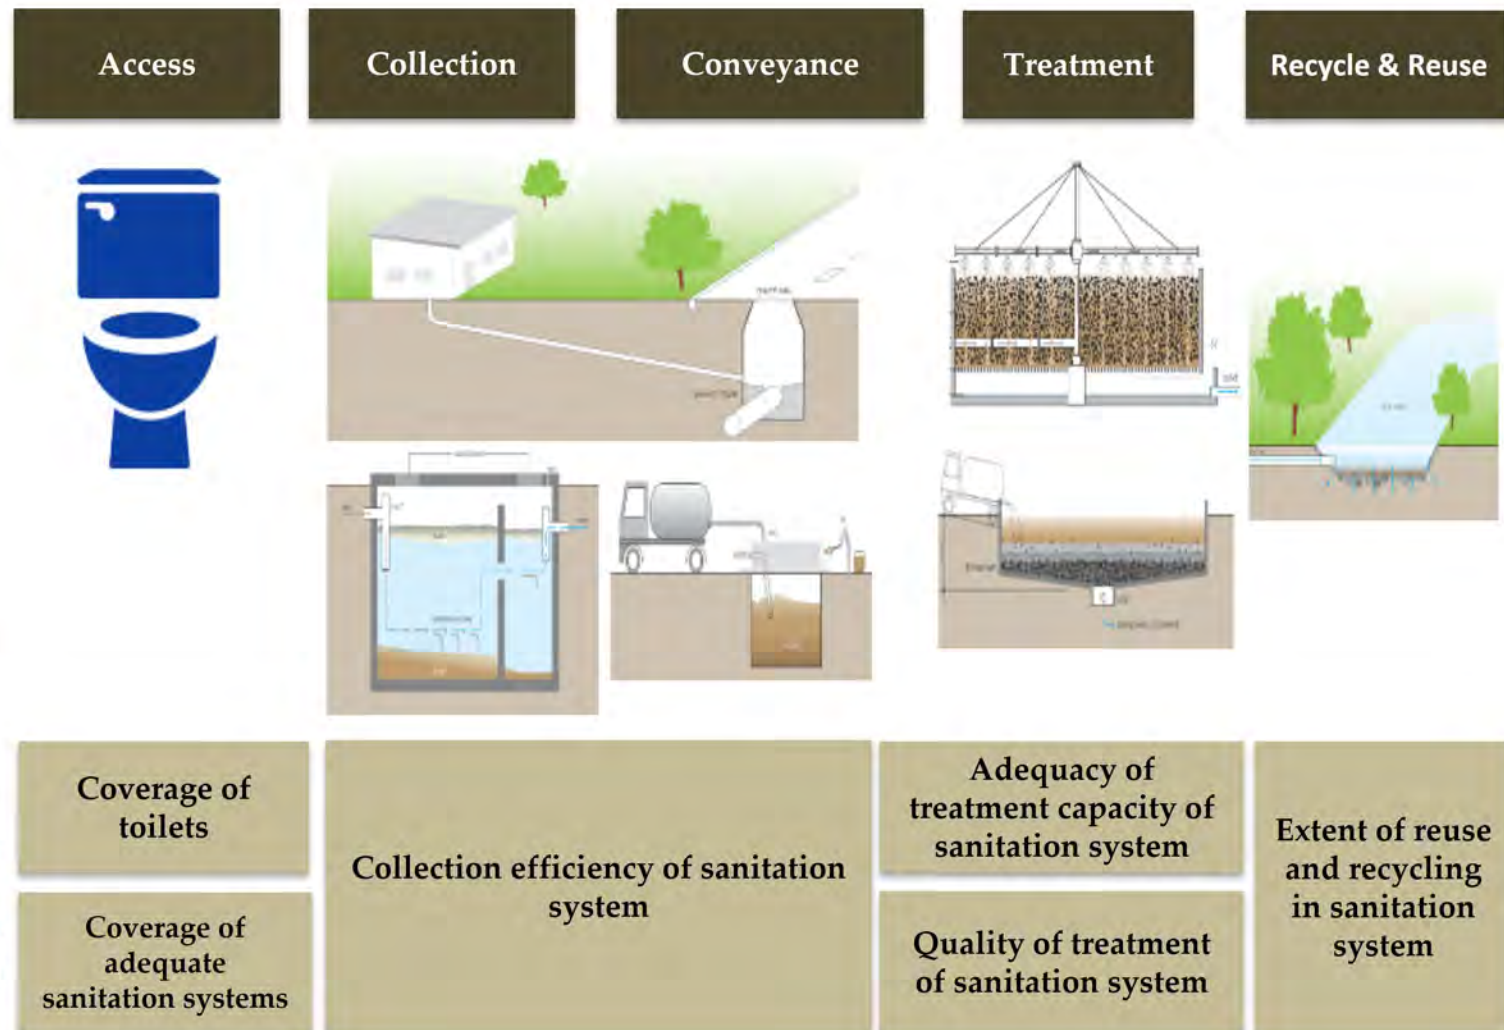 Access
Collection
Conveyance
Treatment
Recycle & Reuse
Coverage of
toilets
Coverage of
adequate
sanitation systems
Collection efficiency of sanitation
system
Adequacy of
treatment capacity of
sanitation system
Quality of treatment
of sanitation system
Extent of reuse
and recycling
in sanitation
system